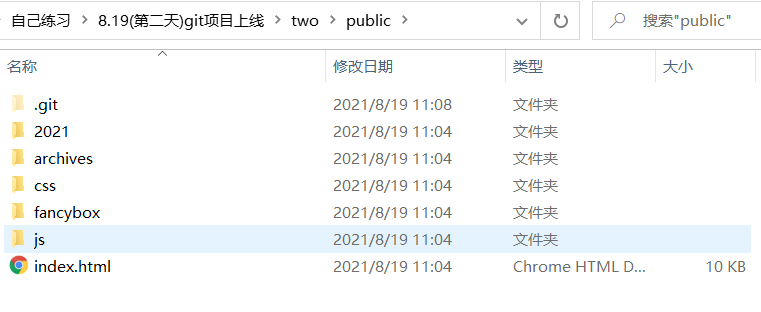 自己练习 > 8.19(第二天)git项目上线 > two > public >
搜索"public"
名称 修改日期 类型 大小
.git 2021/8/19 11:08 文件夹
2021 2021/8/19 11:04 文件夹
archives 2021/8/19 11:04 文件夹
css 2021/8/19 11:04 文件夹
fancybox 2021/8/19 11:04 文件夹
js 2021/8/19 11:04 文件夹
index.html 2021/8/19 11:04 Chrome HTML D... 10 KB